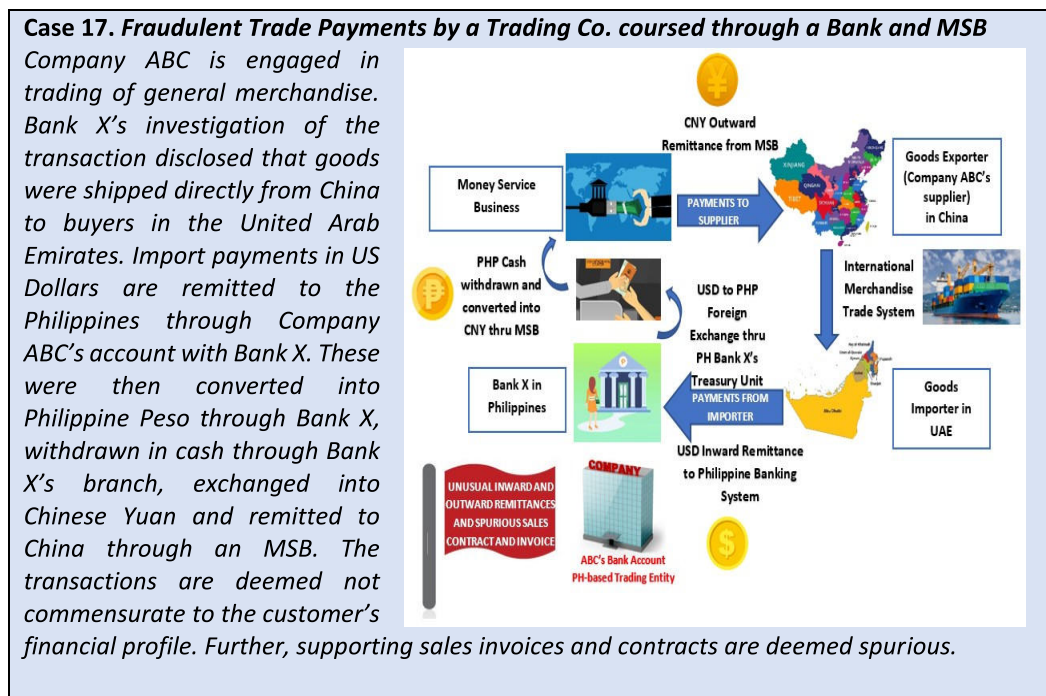 Case 17. Fraudulent Trade Payments by a Trading Co. coursed through a Bank and MSB
Company ABC is engaged in
trading of general merchandise.
Bank X’s investigation of the
transaction disclosed that goods
were shipped directly from China
to buyers in the United Arab
Emirates. Import payments in US
Dollars are remitted to the
Philippines through Company
ABC’s account with Bank X. These
were then converted into
Philippine Peso through Bank X,
withdrawn in cash through Bank
X’s branch, exchanged into
Chinese Yuan and remitted to
China through an MSB. The
transactions are deemed not
commensurate to the customer’s
financial profile. Further, supporting sales invoices and contracts are deemed spurious.
CNY Outward
Remittance from MSB
Money Service
Business
PAYMENTS TO
SUPPLIER
XINJIANG
QINGHAI
Goods Exporter
(Company ABC’s
supplier)
in China
PHP Cash
withdrawn and
converted into
CNY thru MSB
USD to PHP
Foreign
Exchange thru
PH Bank X’s
Treasury Unit
International
Merchandise
Trade System
Bank X in
Philippines
PAYMENTS FROM
IMPORTER
Abu Dhabi
Goods
Importer in
UAE
USD Inward Remittance
to Philippine Banking
System
UNUSUAL INWARD AND
OUTWARD REMITTANCES
AND SPURIOUS SALES
CONTRACT AND INVOICE
COMPANY
ABC’s Bank Account
PH-based Trading Entity